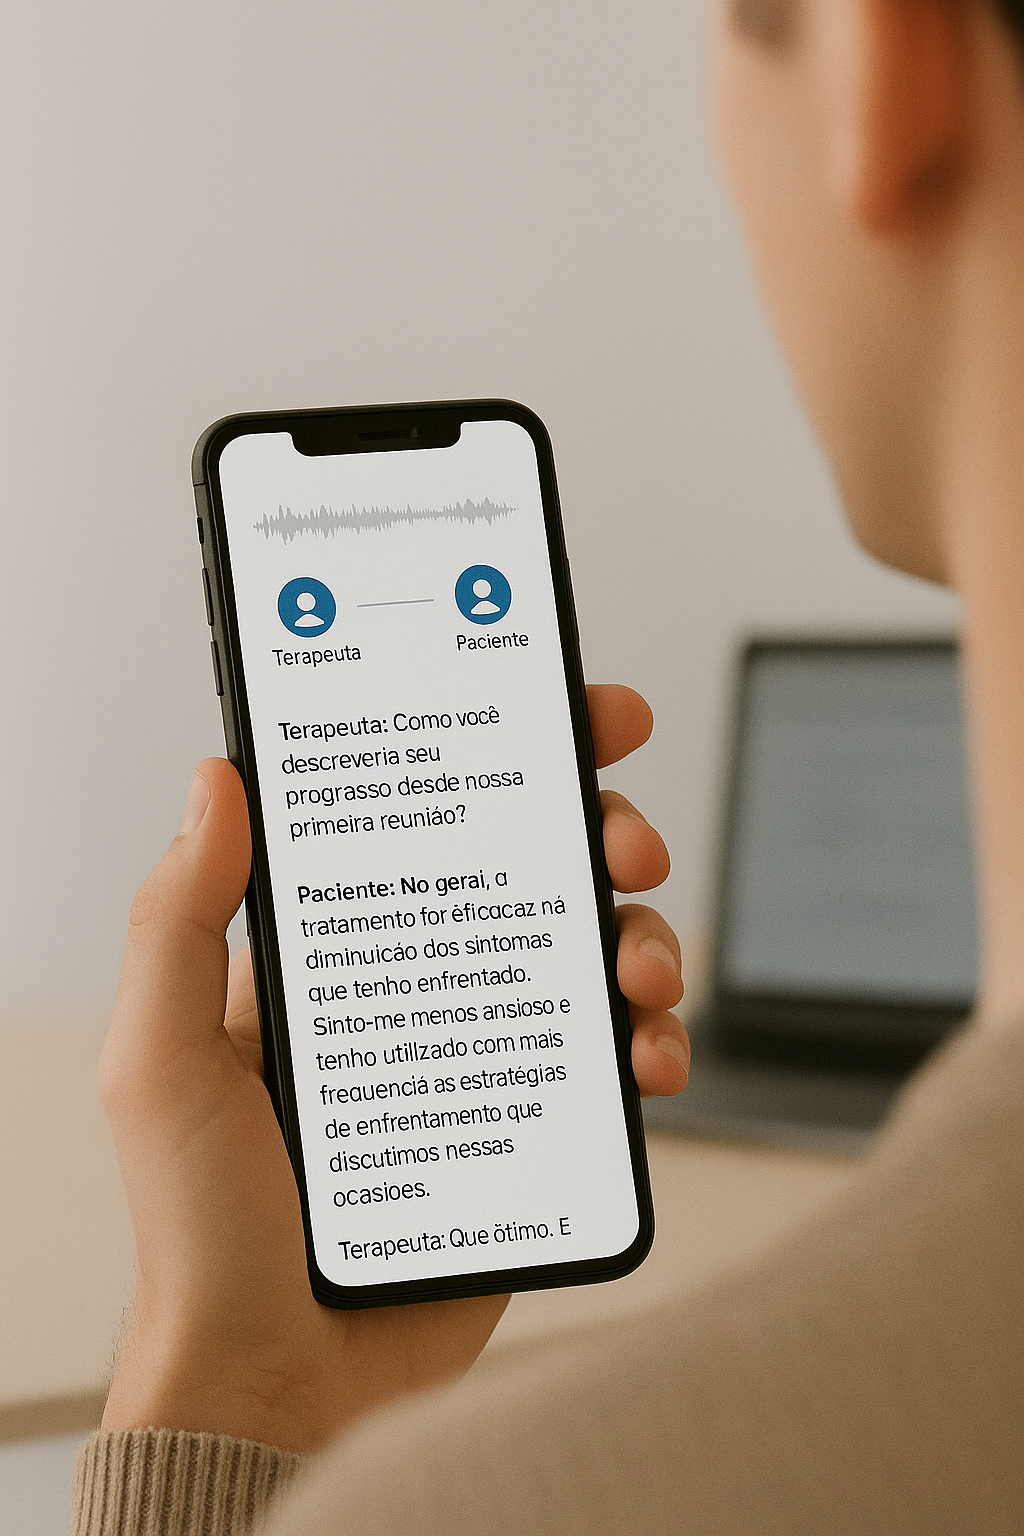 Terapeuta
Paciente
Terapeuta: Como você
descreveria seu
prograsso desde nossa
primeira reunião?
Paciente: No gerai, a
tratamento for èficacaz ná
diminuicáo dos sintomas
que tenho enfrentado.
Sinto-me menos ansioso e
tenho utillzado com mais
frequenciá as estratégias
de enfrentamento que
discutimos nessas
ocasioes.
Terapeuta: Que ötimo. E